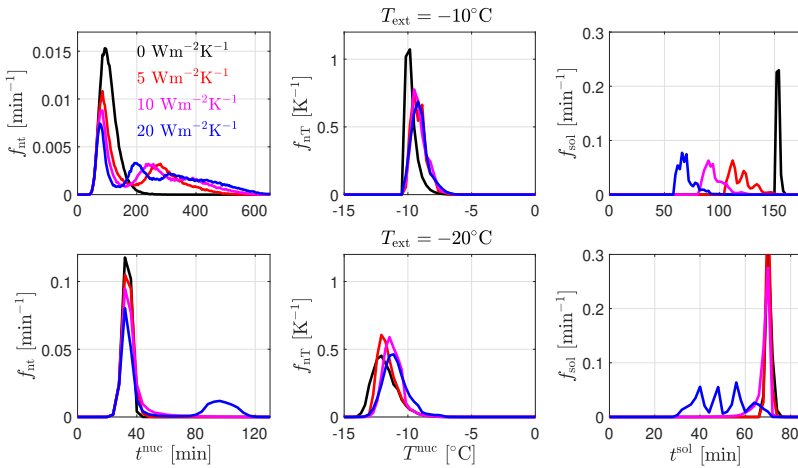 T_ext = −10°C
0 Wm⁻²K⁻¹
5 Wm⁻²K⁻¹
10 Wm⁻²K⁻¹
20 Wm⁻²K⁻¹
f_nt [min⁻¹]
0.015
0.01
0.005
0
0 200 400 600
f_nT [K⁻¹]
1
0.5
0
-15 -10 -5 0
f_sol [min⁻¹]
0.3
0.2
0.1
0
0 50 100 150
T_ext = −20°C
f_nt [min⁻¹]
0.1
0.05
0
0 40 80 120
t^nuc [min]
f_nT [K⁻¹]
1
0.5
0
-15 -10 -5 0
T^nuc [°C]
f_sol [min⁻¹]
0.3
0.2
0.1
0
0 20 40 60 80
t^sol [min]